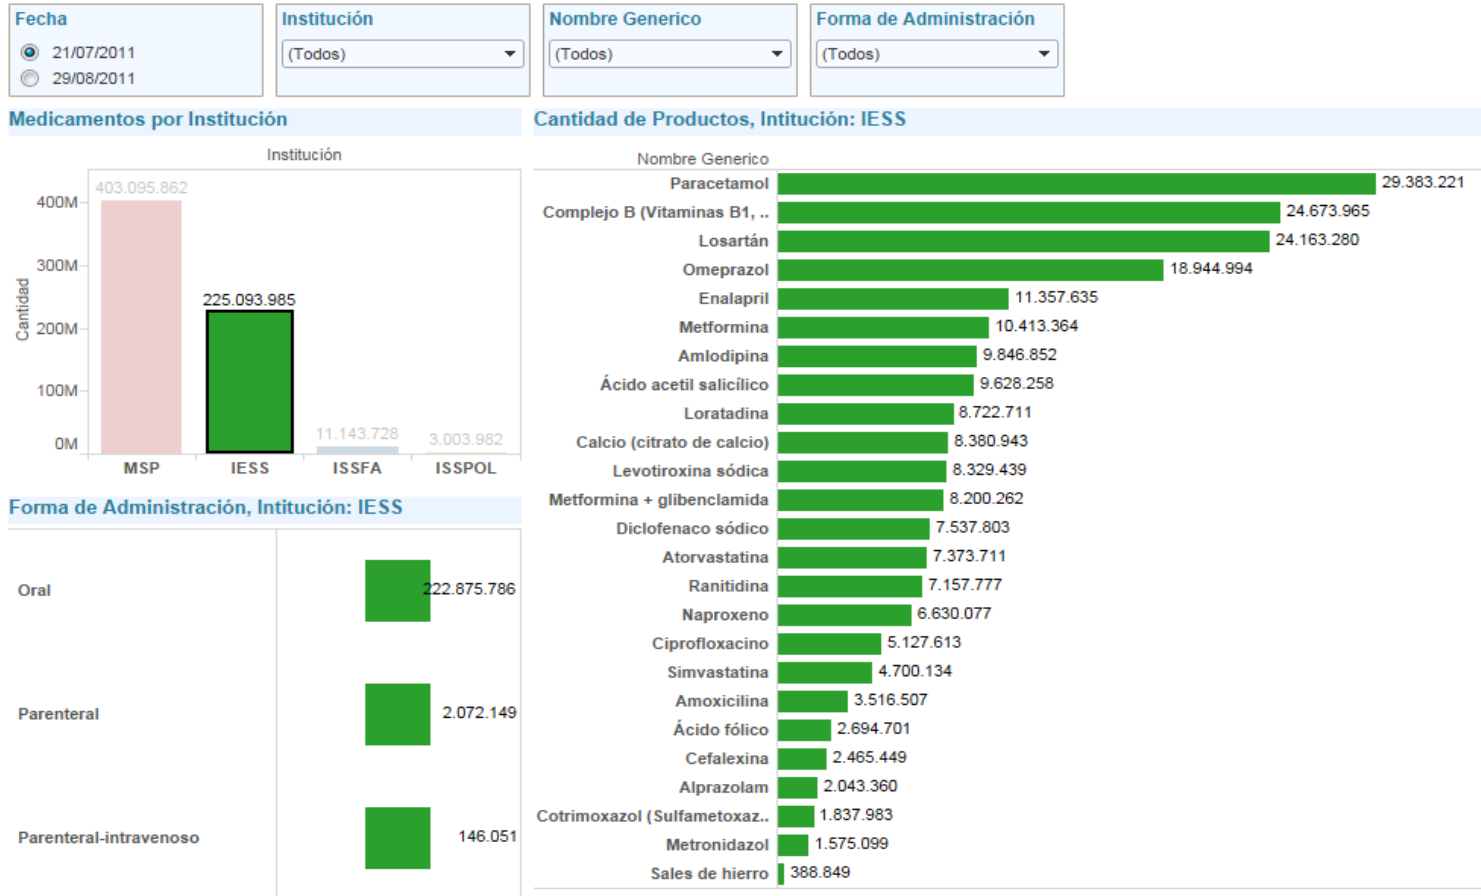 Fecha
21/07/2011
29/08/2011
Institución
(Todos)
Nombre Generico
(Todos)
Forma de Administración
(Todos)
Medicamentos por Institución
Institución
Cantidad
400M
300M
200M
100M
0M
403.095.862
225.093.985
11.143.728
3.003.982
MSP IESS ISSFA ISSPOL
Forma de Administración, Intitución: IESS
Oral 222.875.786
Parenteral 2.072.149
Parenteral-intravenoso 146.051
Cantidad de Productos, Intitución: IESS
Nombre Generico
Paracetamol 29.383.221
Complejo B (Vitaminas B1, .. 24.673.965
Losartán 24.163.280
Omeprazol 18.944.994
Enalapril 11.357.635
Metformina 10.413.364
Amlodipina 9.846.852
Ácido acetil salicílico 9.628.258
Loratadina 8.722.711
Calcio (citrato de calcio) 8.380.943
Levotiroxina sódica 8.329.439
Metformina + glibenclamida 8.200.262
Diclofenaco sódico 7.537.803
Atorvastatina 7.373.711
Ranitidina 7.157.777
Naproxeno 6.630.077
Ciprofloxacino 5.127.613
Simvastatina 4.700.134
Amoxicilina 3.516.507
Ácido fólico 2.694.701
Cefalexina 2.465.449
Alprazolam 2.043.360
Cotrimoxazol (Sulfametoxaz.. 1.837.983
Metronidazol 1.575.099
Sales de hierro 388.849